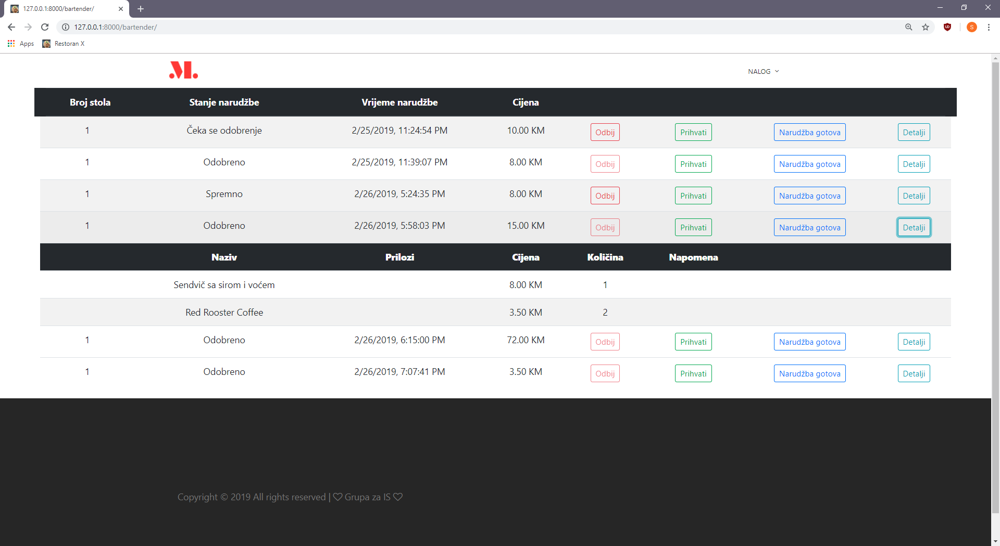 127.0.0.1:8000/bartender/
127.0.0.1:8000/bartender/
S
Apps Restoran X
M.
NALOG
Broj stola Stanje narudžbe Vrijeme narudžbe Cijena
1 Čeka se odobrenje 2/25/2019, 11:24:54 PM 10.00 KM Odbij Prihvati Narudžba gotova Detalji
1 Odobreno 2/25/2019, 11:39:07 PM 8.00 KM Odbij Prihvati Narudžba gotova Detalji
1 Spremno 2/26/2019, 5:24:35 PM 8.00 KM Odbij Prihvati Narudžba gotova Detalji
1 Odobreno 2/26/2019, 5:58:03 PM 15.00 KM Odbij Prihvati Narudžba gotova Detalji
Naziv Prilozi Cijena Količina Napomena
Sendvič sa sirom i voćem 8.00 KM 1
Red Rooster Coffee 3.50 KM 2
1 Odobreno 2/26/2019, 6:15:00 PM 72.00 KM Odbij Prihvati Narudžba gotova Detalji
1 Odobreno 2/26/2019, 7:07:41 PM 3.50 KM Odbij Prihvati Narudžba gotova Detalji
Copyright © 2019 All rights reserved | ♡ Grupa za IS ♡